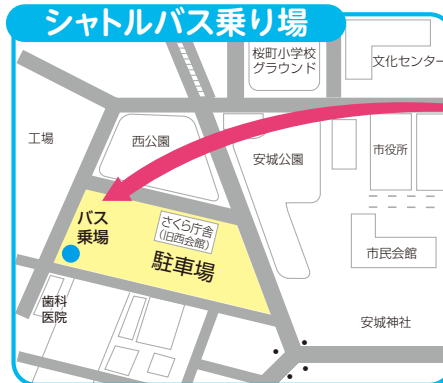 シャトルバス乗り場
桜町小学校
グラウンド
文化センター
工場
西公園
安城公園
市役所
バス
乗場
さくら庁舎
(旧西会館)
駐車場
市民会館
歯科
医院
安城神社